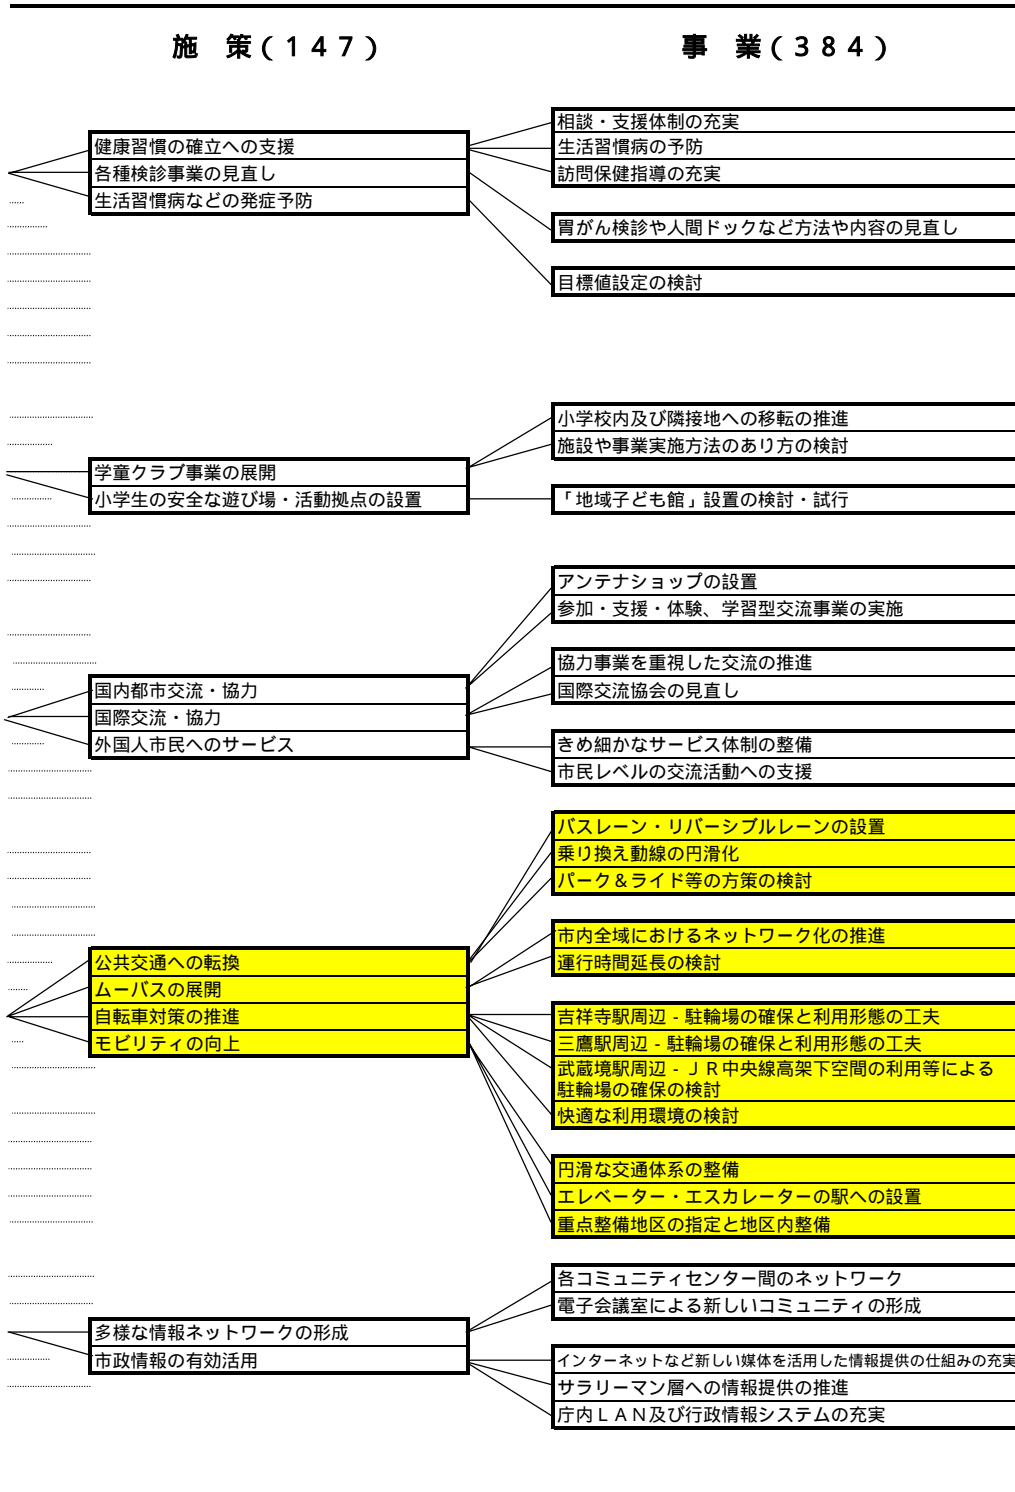 施　策(１４７)
事　業(３８４)
健康習慣の確立への支援
各種検診事業の見直し
生活習慣病などの発症予防
相談・支援体制の充実
生活習慣病の予防
訪問保健指導の充実
胃がん検診や人間ドックなど方法や内容の見直し
目標値設定の検討
学童クラブ事業の展開
小学生の安全な遊び場・活動拠点の設置
小学校内及び隣接地への移転の推進
施設や事業実施方法のあり方の検討
「地域子ども館」設置の検討・試行
国内都市交流・協力
国際交流・協力
外国人市民へのサービス
アンテナショップの設置
参加・支援・体験、学習型交流事業の実施
協力事業を重視した交流の推進
国際交流協会の見直し
きめ細かなサービス体制の整備
市民レベルの交流活動への支援
公共交通への転換
ムーバスの展開
自転車対策の推進
モビリティの向上
バスレーン・リバーシブルレーンの設置
乗り換え動線の円滑化
パーク＆ライド等の方策の検討
市内全域におけるネットワーク化の推進
運行時間延長の検討
吉祥寺駅周辺 - 駐輪場の確保と利用形態の工夫
三鷹駅周辺 - 駐輪場の確保と利用形態の工夫
武蔵境駅周辺 - ＪＲ中央線高架下空間の利用等による
駐輪場の確保の検討
快適な利用環境の検討
円滑な交通体系の整備
エレベーター・エスカレーターの駅への設置
重点整備地区の指定と地区内整備
多様な情報ネットワークの形成
市政情報の有効活用
各コミュニティセンター間のネットワーク
電子会議室による新しいコミュニティの形成
インターネットなど新しい媒体を活用した情報提供の仕組みの充実
サラリーマン層への情報提供の推進
庁内ＬＡＮ及び行政情報システムの充実